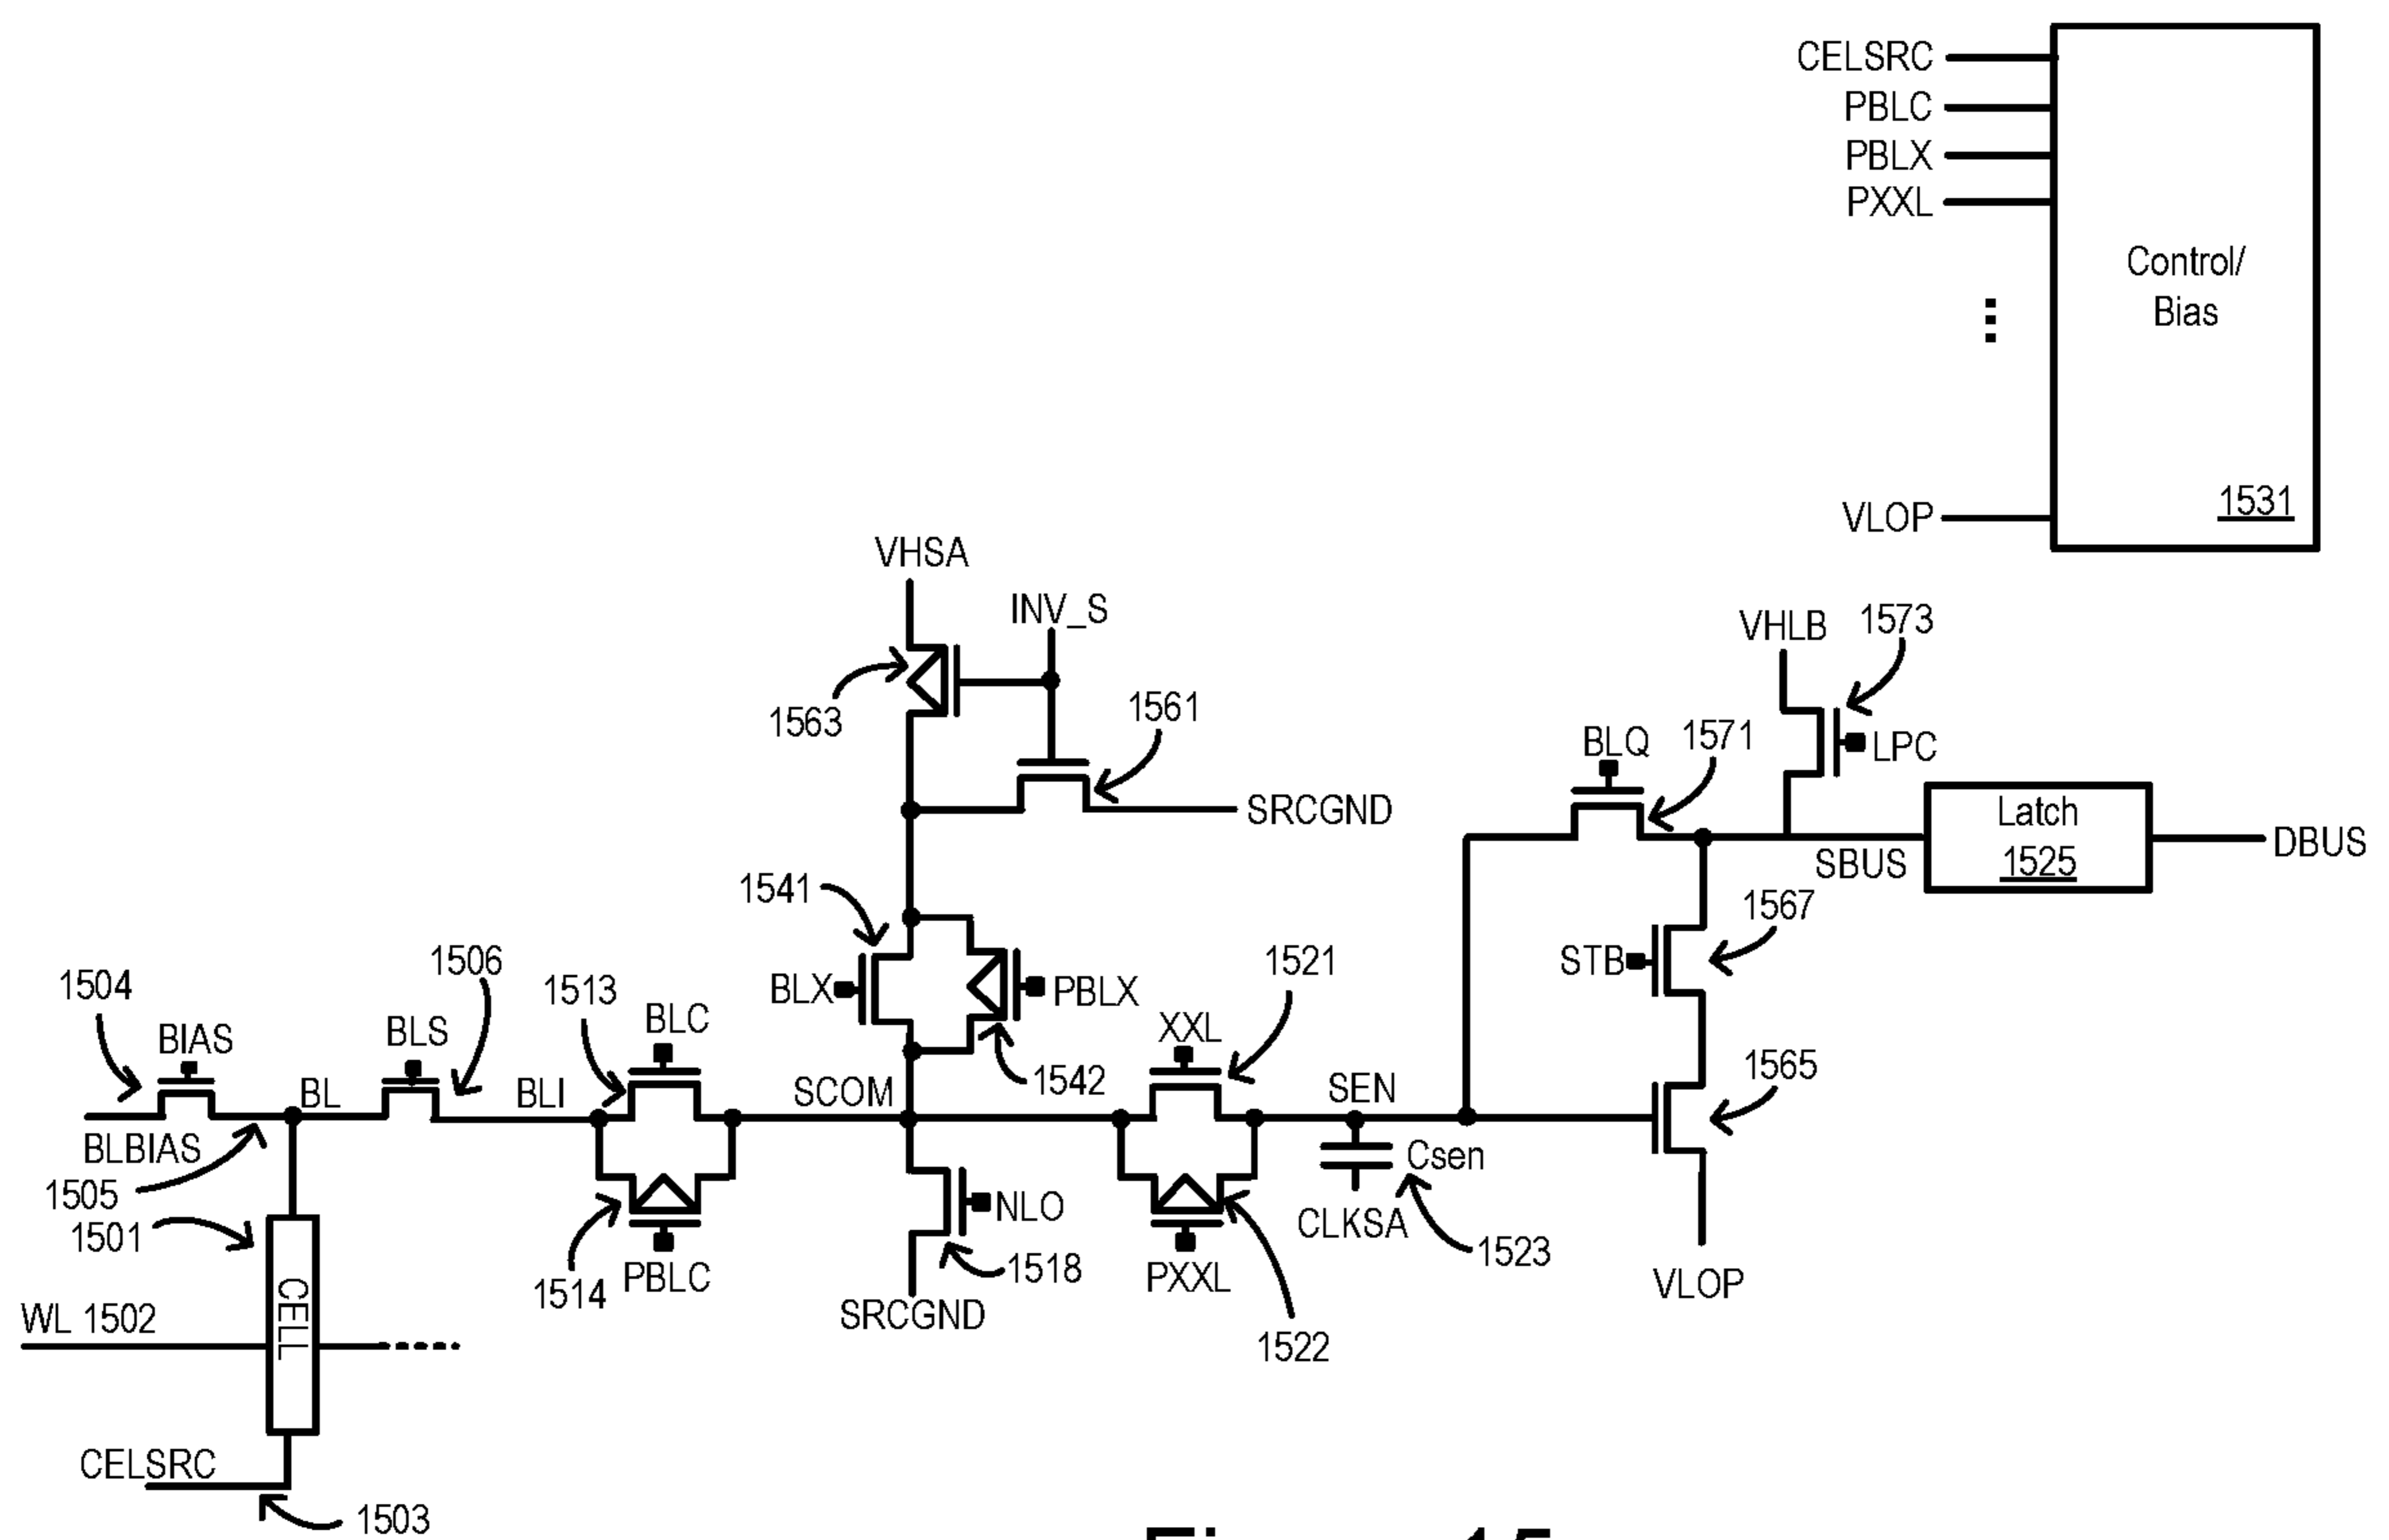 CELSRC
PBLC
PBLX
PXXL
Control/
Bias
VLOP
1531
VHSA
INV_S
VHLB
1573
1563
1561
BLQ
1571
LPC
SRCGND
Latch
1525
DBUS
SBUS
1541
1567
STB
1504
1506
1513
BLX
PBLX
1521
BIAS
BLS
BLC
XXL
1542
1565
BL
BLI
SCOM
SEN
BLBIAS
Csen
1505
NLO
CLKSA
1501
1514
PBLC
1518
PXXL
1523
VLOP
SRCGND
WL 1502
CELL
1522
CELSRC
1503